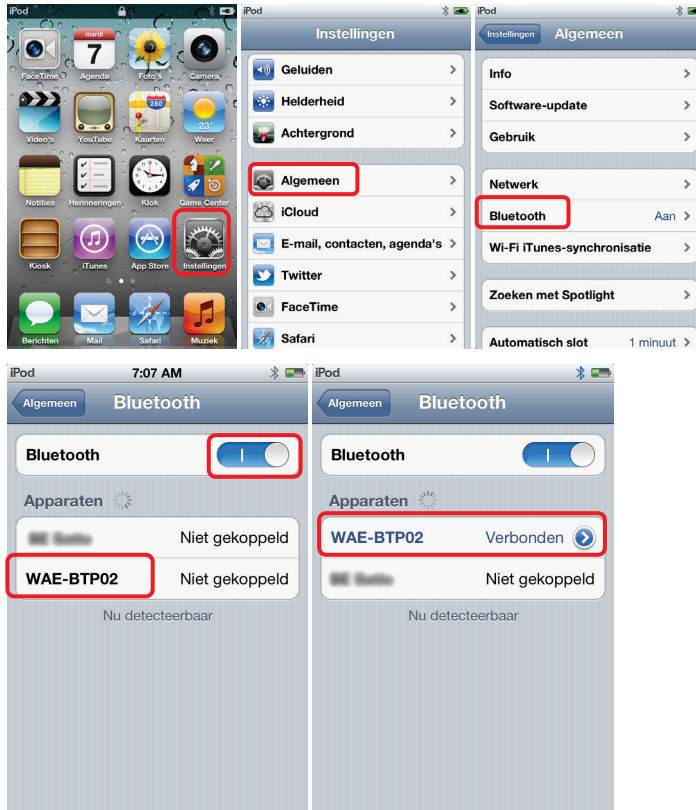 iPod
mardi
7
FaceTime Agenda Foto's Camera
280
23°
Video's YouTube Kaarten Weer
Notities Herinneringen Klok Game Center
Kiosk iTunes App Store Instellingen
Berichten Mail Safari Muziek
iPod
Instellingen
Geluiden
Helderheid
Achtergrond
Algemeen
iCloud
E-mail, contacten, agenda's
Twitter
FaceTime
Safari
iPod
Instellingen Algemeen
Info
Software-update
Gebruik
Netwerk
Bluetooth Aan
Wi-Fi iTunes-synchronisatie
Zoeken met Spotlight
Automatisch slot 1 minuut
iPod 7:07 AM
Algemeen Bluetooth
Bluetooth
Apparaten
Niet gekoppeld
WAE-BTP02 Niet gekoppeld
Nu detecteerbaar
iPod
Algemeen Bluetooth
Bluetooth
Apparaten
WAE-BTP02 Verbonden
Niet gekoppeld
Nu detecteerbaar